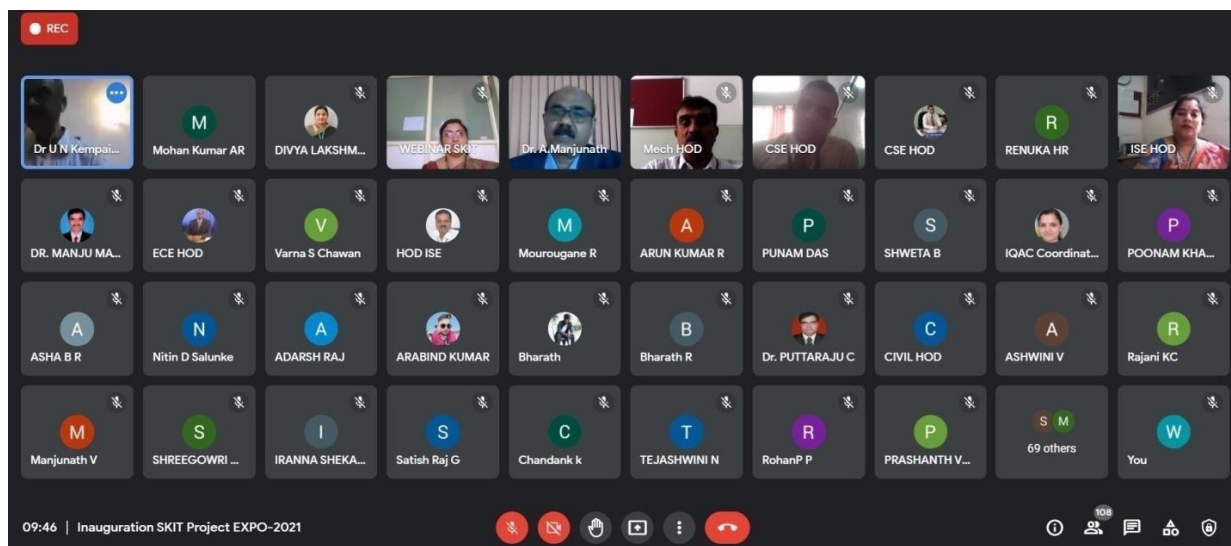 REC
Dr U N Kempai...
M
Mohan Kumar AR
DIVYA LAKSHM...
WEBINAR SKIT
Dr. A.Manjunath
Mech HOD
CSE HOD
CSE HOD
R
RENUKA HR
ISE HOD
DR. MANJU MA...
ECE HOD
V
Varna S Chawan
HOD ISE
M
Mourougane R
A
ARUN KUMAR R
P
PUNAM DAS
S
SHWETA B
IQAC Coordinat...
P
POONAM KHA...
A
ASHA B R
N
Nitin D Salunke
A
ADARSH RAJ
ARABIND KUMAR
Bharath
B
Bharath R
Dr. PUTTARAJU C
C
CIVIL HOD
A
ASHWINI V
R
Rajani KC
M
Manjunath V
S
SHREEGOWRI ...
I
IRANNA SHEKA...
S
Satish Raj G
C
Chandank k
T
TEJASHWINI N
R
RohanP P
P
PRASHANTH V...
S M
69 others
W
You
09:46 | Inauguration SKIT Project EXPO-2021
108